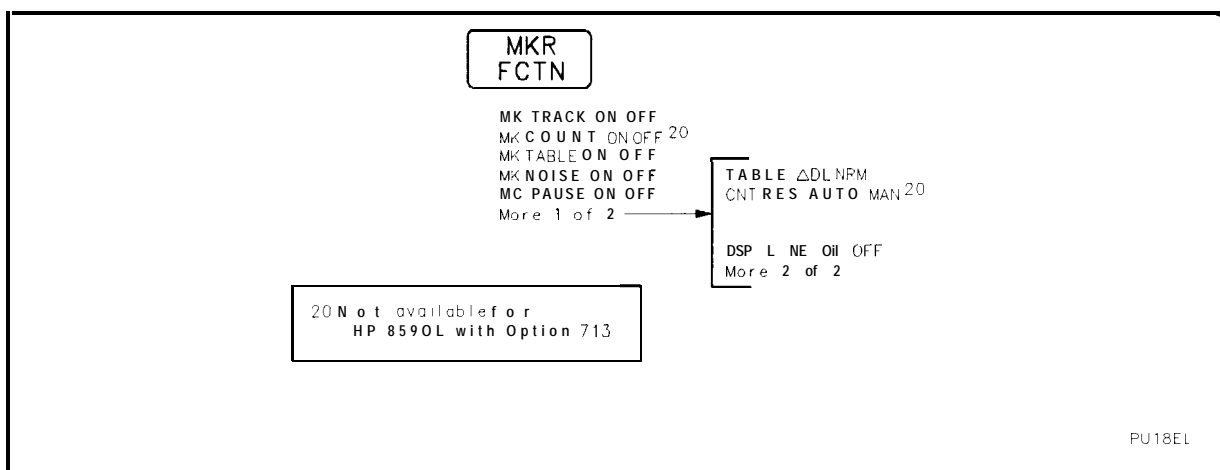 MKR
FCTN
MK TRACK ON OFF
MK COUNT ON OFF 20
MK TABLE ON OFF
MK NOISE ON OFF
MC PAUSE ON OFF
More 1 of 2
TABLE ΔDL NRM
CNT RES AUTO MAN 20
DSP L NE Oil OFF
More 2 of 2
20 Not available for
HP 859OL with Option 713
PU18EL